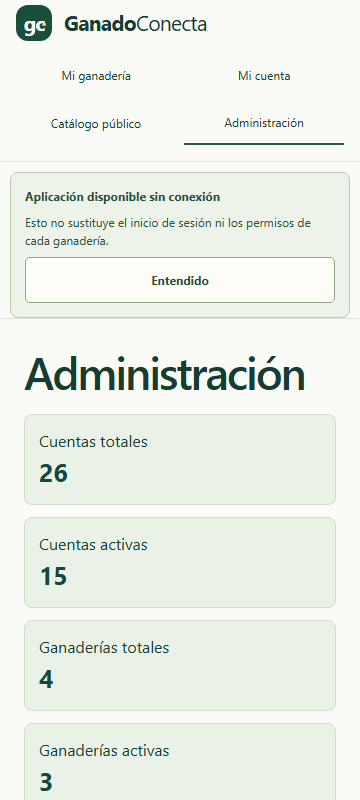 gc GanadoConecta
Mi ganadería
Mi cuenta
Catálogo público
Administración
Aplicación disponible sin conexión
Esto no sustituye el inicio de sesión ni los permisos de
cada ganadería.
Entendido
Administración
Cuentas totales
26
Cuentas activas
15
Ganaderías totales
4
Ganaderías activas
3